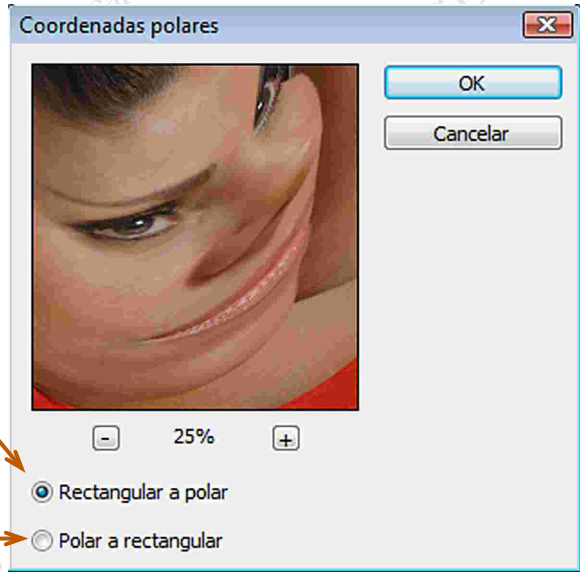 Coordenadas polares
OK
Cancelar
- 25% +
Rectangular a polar
Polar a rectangular